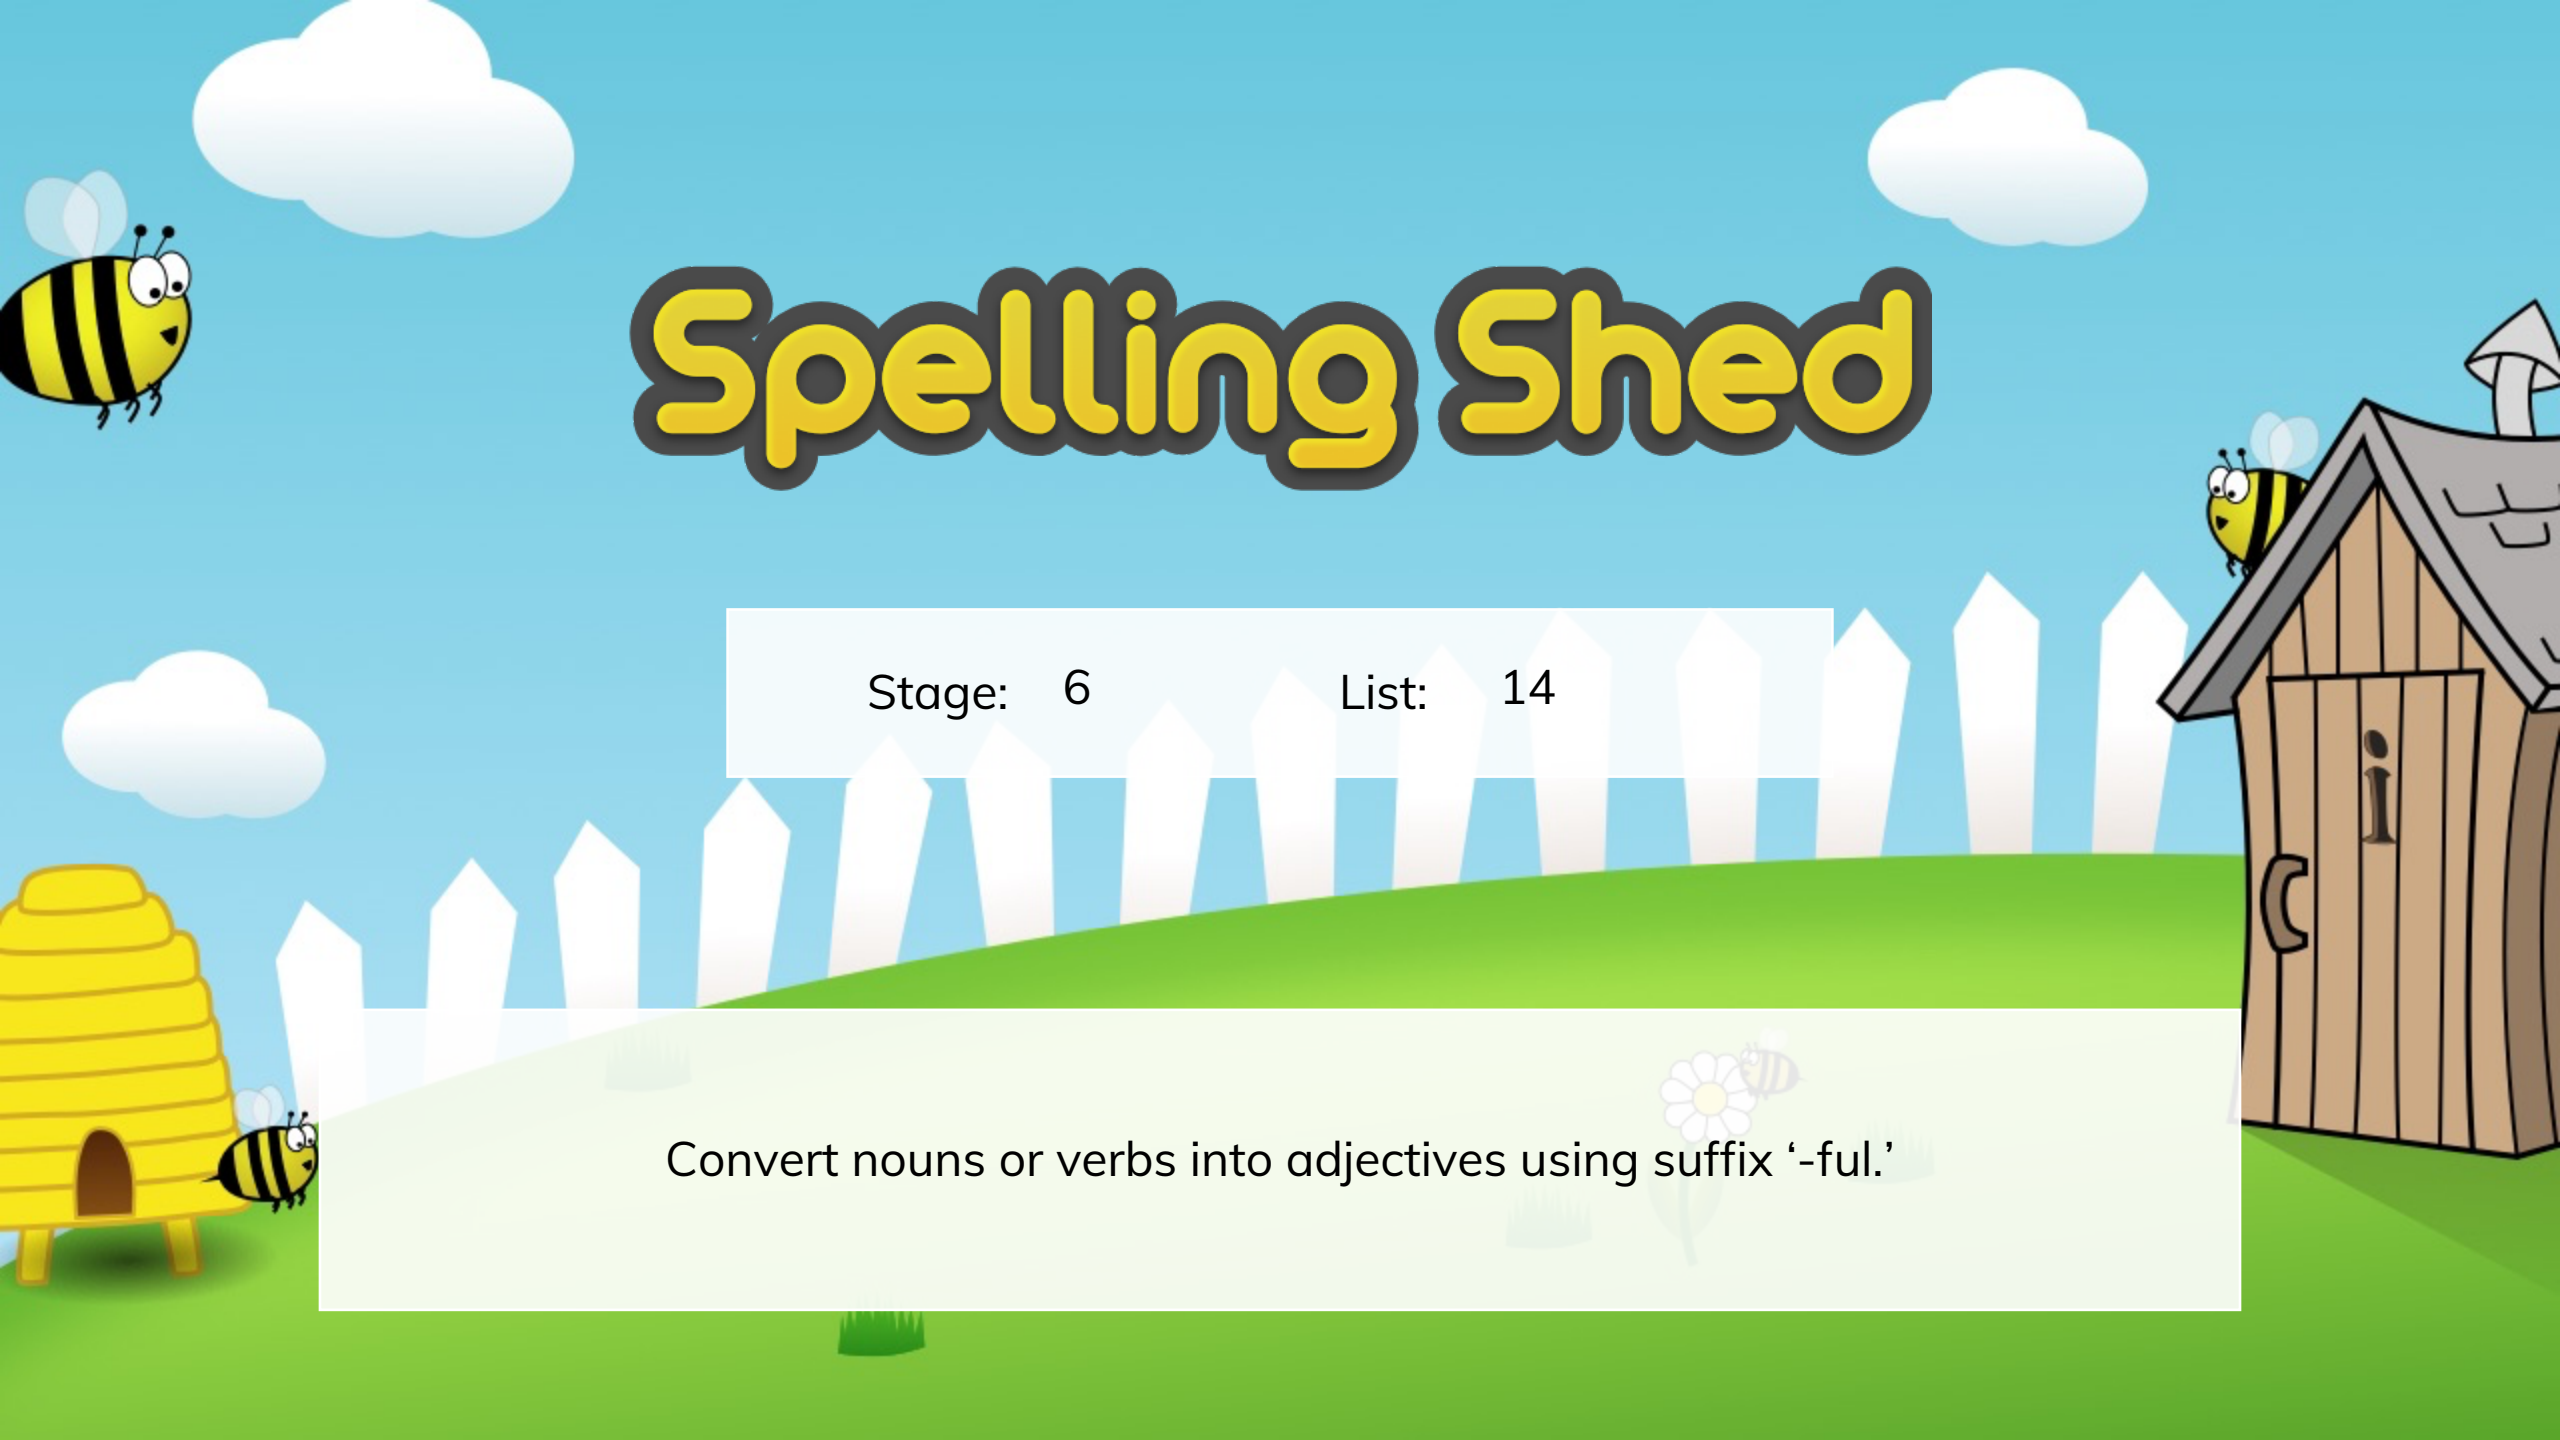 Spelling Shed
Stage: 6 List: 14
Convert nouns or verbs into adjectives using suffix ‘-ful.’
i